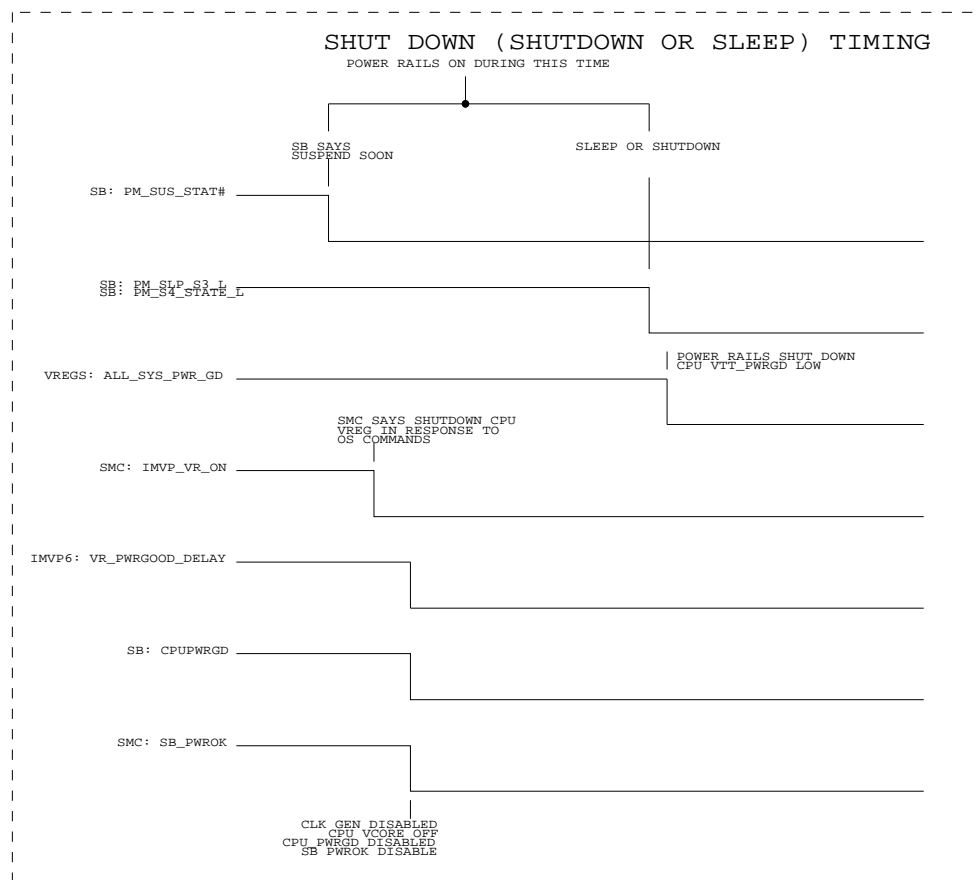 SHUT DOWN (SHUTDOWN OR SLEEP) TIMING
POWER RAILS ON DURING THIS TIME
SB SAYS
SUSPEND SOON
SLEEP OR SHUTDOWN
SB: PM_SUS_STAT#
SB: PM_SLP_S3_L
SB: PM_S4_STATE_L
POWER RAILS SHUT DOWN
CPU VTT_PWRGD LOW
VREGS: ALL_SYS_PWR_GD
SMC SAYS SHUTDOWN CPU
VREG IN RESPONSE TO
OS COMMANDS
SMC: IMVP_VR_ON
IMVP6: VR_PWRGOOD_DELAY
SB: CPUPWRGD
SMC: SB_PWROK
CLK GEN DISABLED
CPU VCORE OFF
CPU_PWRGD DISABLED
SB PWROK DISABLE